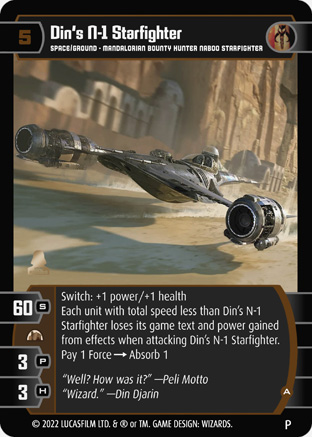 5
Din's N-1 Starfighter
SPACE/GROUND - MANDALORIAN BOUNTY HUNTER NABOO STARFIGHTER
60 S
3 P
3 H
Switch: +1 power/+1 health
Each unit with total speed less than Din's N-1
Starfighter loses its game text and power gained
from effects when attacking Din's N-1 Starfighter.
Pay 1 Force → Absorb 1
"Well? How was it?" —Peli Motto
"Wizard." —Din Djarin
A
© 2022 LUCASFILM LTD. & ® or TM. GAME DESIGN: WIZARDS.
P